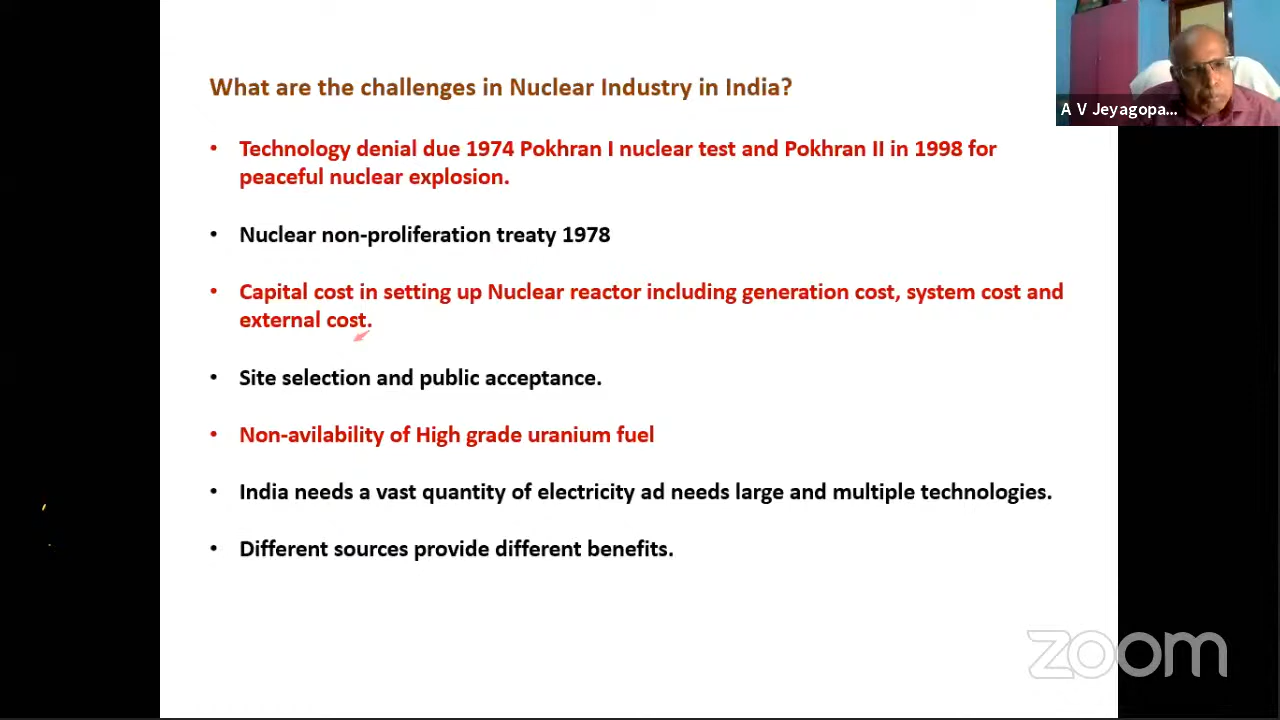 What are the challenges in Nuclear Industry in India?
• Technology denial due 1974 Pokhran I nuclear test and Pokhran II in 1998 for
peaceful nuclear explosion.
• Nuclear non-proliferation treaty 1978
• Capital cost in setting up Nuclear reactor including generation cost, system cost and
external cost.
• Site selection and public acceptance.
• Non-avilability of High grade uranium fuel
• India needs a vast quantity of electricity ad needs large and multiple technologies.
• Different sources provide different benefits.
A V Jeyagopa...
zoom